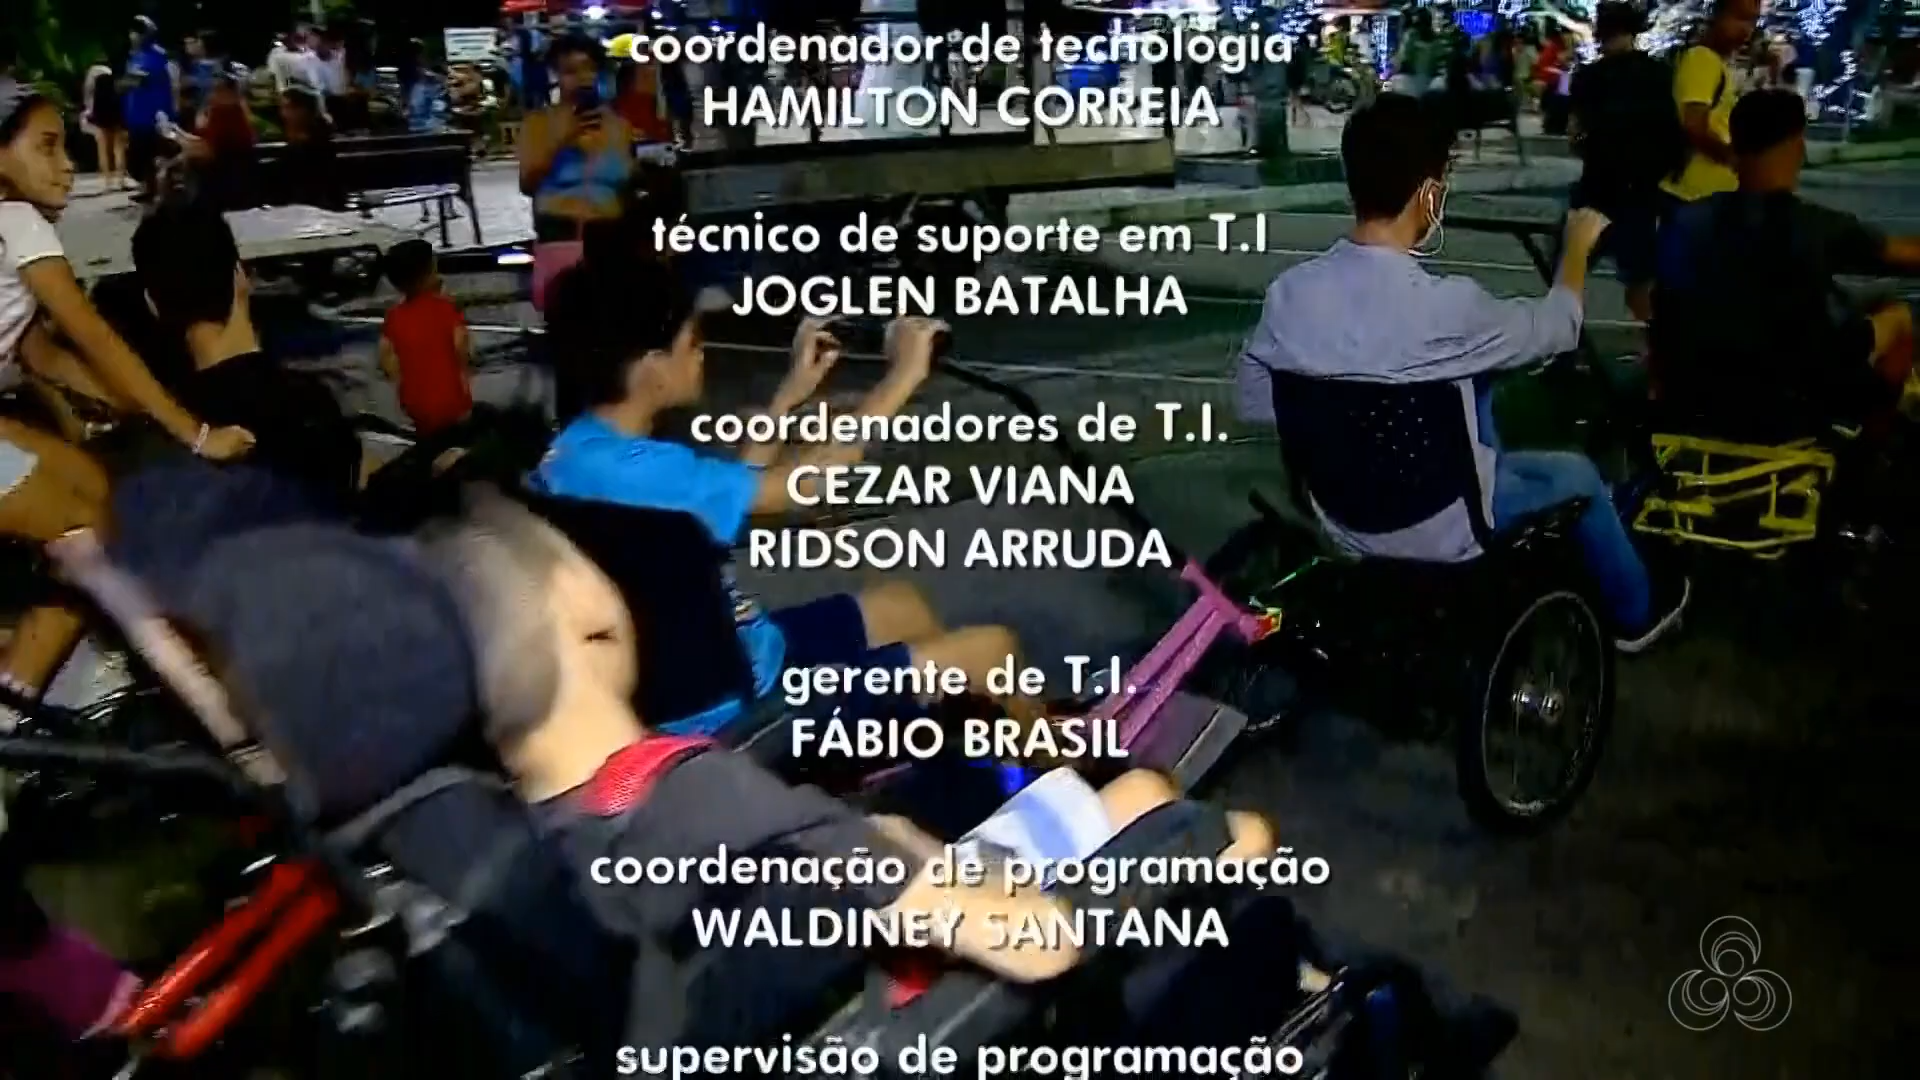 coordenador de tecnologia
HAMILTON CORREIA
técnico de suporte em T.I
JOGLEN BATALHA
coordenadores de T.I.
CEZAR VIANA
RIDSON ARRUDA
gerente de T.I.
FÁBIO BRASIL
coordenação de programação
WALDINEY SANTANA
supervisão de programação